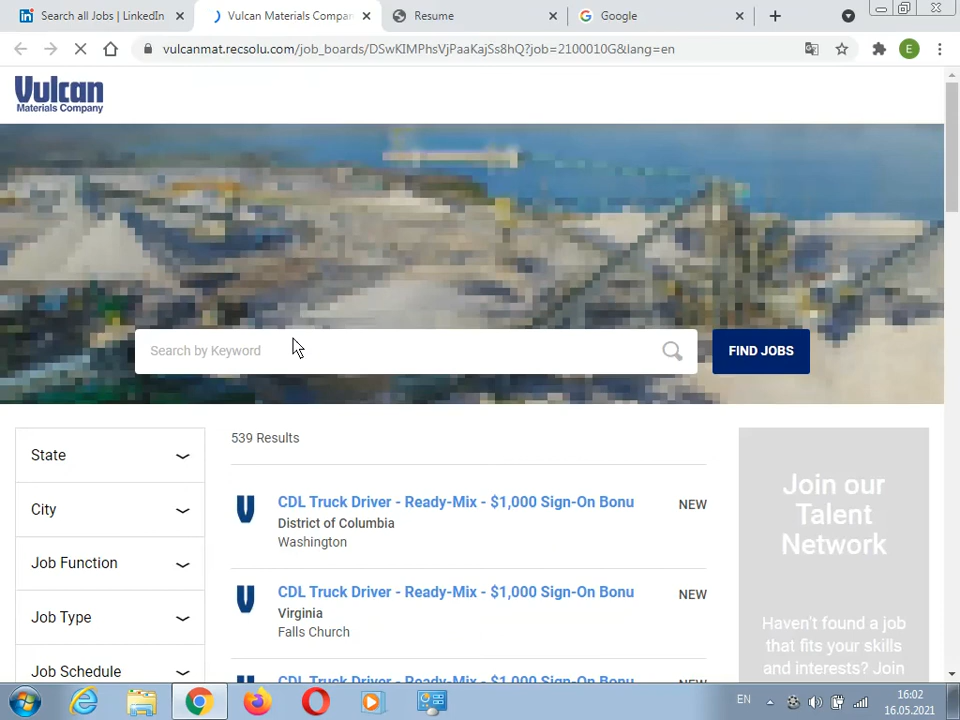 Search all Jobs | LinkedIn
Vulcan Materials Compan
Resume
Google
vulcanmat.recsolu.com/job_boards/DSwKIMPhsVjPaaKajSs8hQ?job=2100010G&lang=en
E
Vulcan
Materials Company
Search by Keyword
FIND JOBS
State
City
Job Function
Job Type
Job Schedule
539 Results
CDL Truck Driver - Ready-Mix - $1,000 Sign-On Bonu
NEW
District of Columbia
Washington
CDL Truck Driver - Ready-Mix - $1,000 Sign-On Bonu
NEW
Virginia
Falls Church
CDL Truck Driver - Ready-Mix - $1,000 Sign-On Bonu
NEW
Join our
Talent
Network
Haven't found a job
that fits your skills
and interests? Join
EN
16:02
16.05.2021